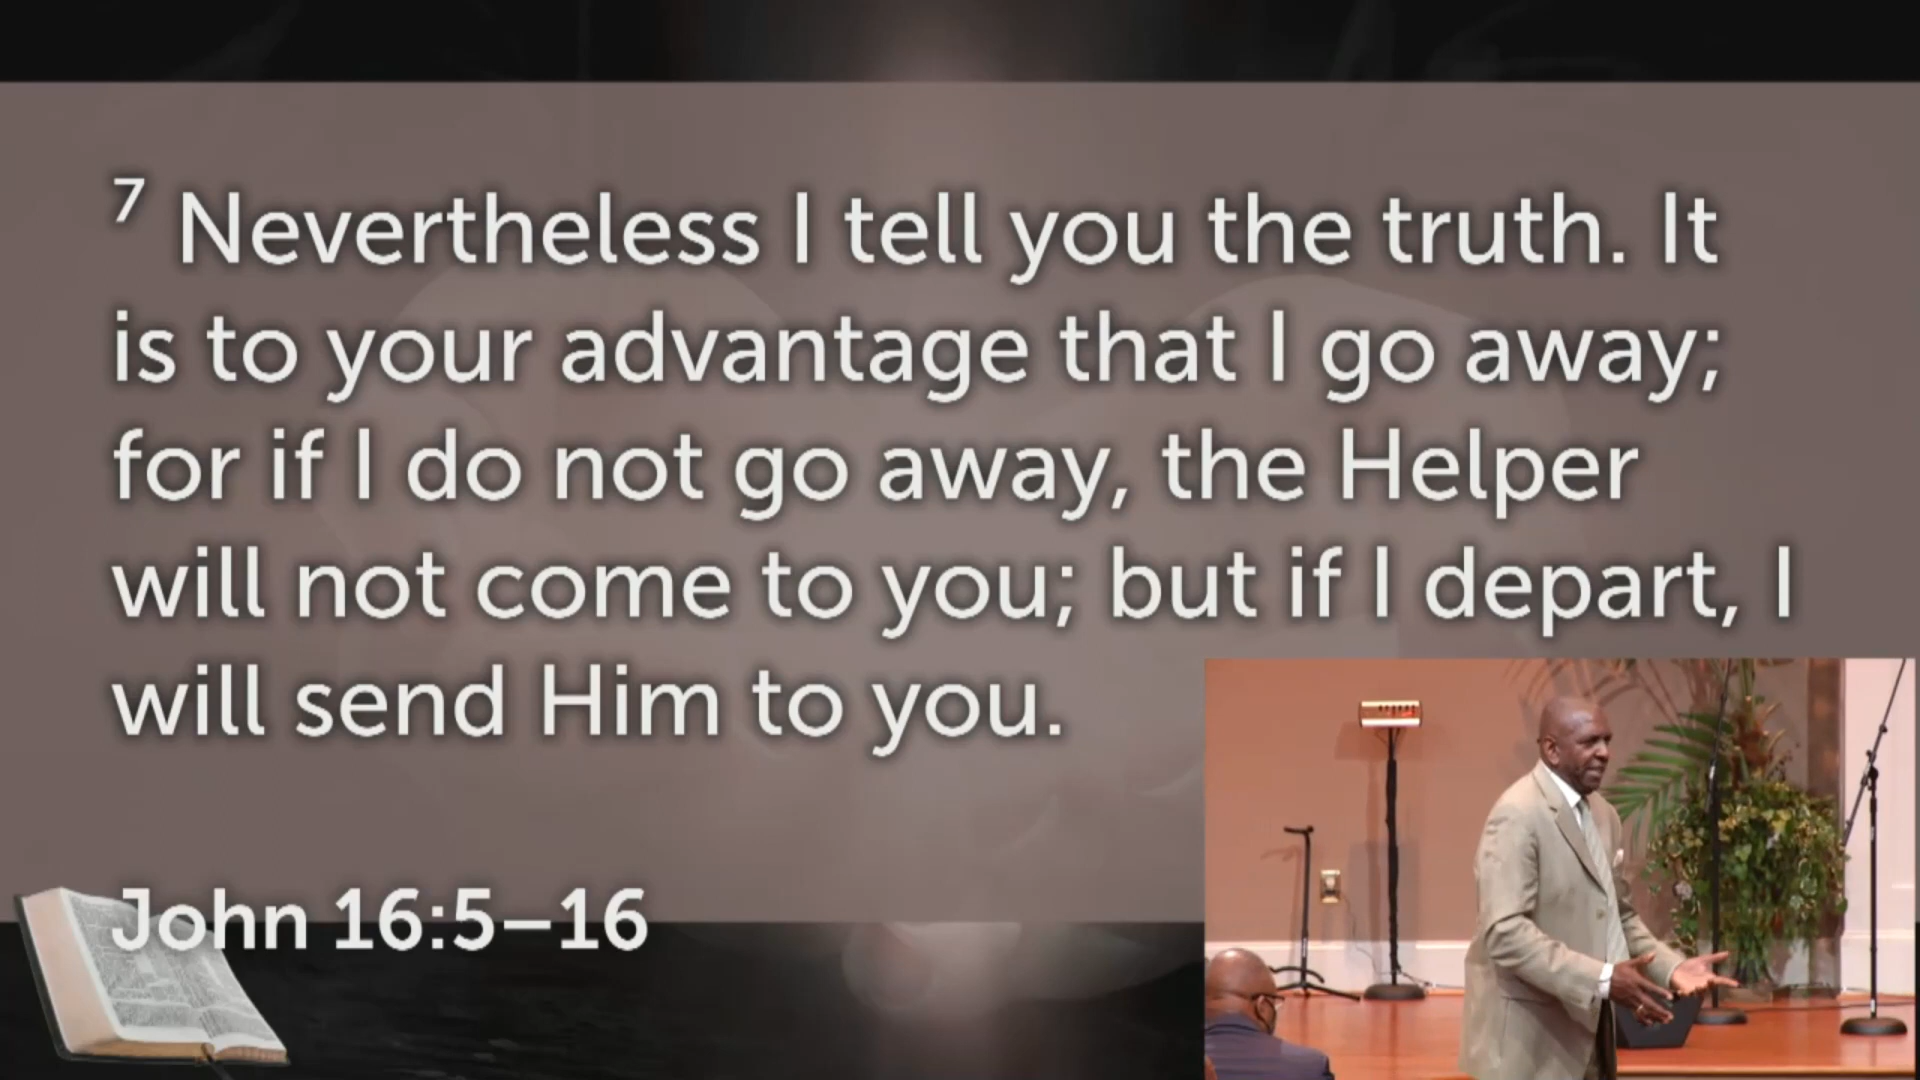 7 Nevertheless I tell you the truth. It
is to your advantage that I go away;
for if I do not go away, the Helper
will not come to you; but if I depart, I
will send Him to you.
John 16:5–16